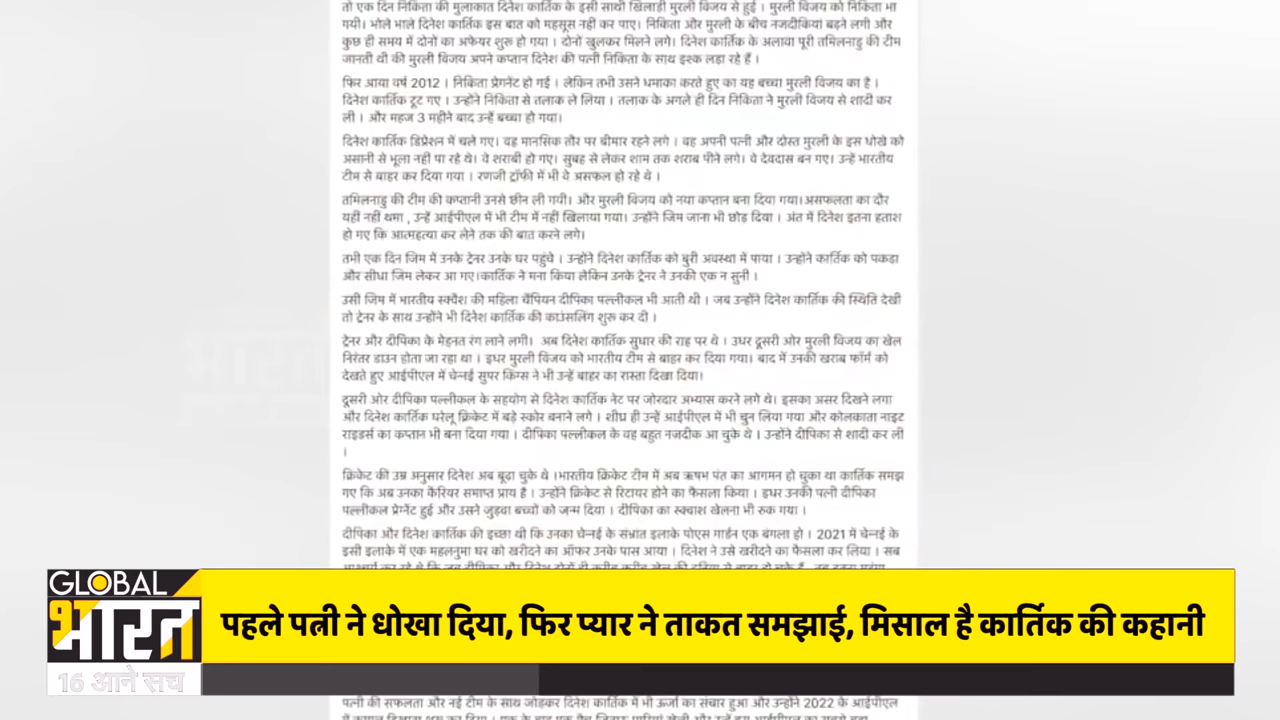 तो एक दिन निकिता की मुलाकात दिनेश कार्तिक के इसी साथी खिलाड़ी मुरली विजय से हुई । मुरली विजय को निकिता भा
गयी। भोले भाले दिनेश कार्तिक इस बात को महसूस नहीं कर पाए। निकिता और मुरली के बीच नजदीकियां बढ़ने लगी और
कुछ ही समय में दोनों का अफेयर शुरू हो गया । दोनों खुलकर मिलने लगे। दिनेश कार्तिक के अलावा पूरी तमिलनाडु की टीम
जानती थी की मुरली विजय अपने कप्तान दिनेश की पत्नी निकिता के साथ इश्क लड़ा रहे हैं ।
फिर आया वर्ष 2012 । निकिता प्रेगनेंट हो गई । लेकिन तभी उसने धमाका करते हुए का यह बच्चा मुरली विजय का है ।
दिनेश कार्तिक टूट गए । उन्होंने निकिता से तलाक ले लिया । तलाक के अगले ही दिन निकिता ने मुरली विजय से शादी कर
ली । और महज 3 महीने बाद उन्हें बच्चा हो गया।
दिनेश कार्तिक डिप्रेशन में चले गए। वह मानसिक तौर पर बीमार रहने लगे । वह अपनी पत्नी और दोस्त मुरली के इस धोखे को
असानी से भूला नही पा रहे थे। वे शराबी हो गए। सुबह से लेकर शाम तक शराब पीने लगे। वे देवदास बन गए। उन्हें भारतीय
टीम से बाहर कर दिया गया । रणजी ट्रॉफी में भी वे असफल हो रहे थे ।
तमिलनाडु की टीम की कप्तानी उनसे छीन ली गयी। और मुरली विजय को नया कप्तान बना दिया गया।असफलता का दौर
यहीं नहीं थमा , उन्हें आईपीएल में भी टीम में नहीं खिलाया गया। उन्होंने जिम जाना भी छोड़ दिया । अंत में दिनेश इतना हताश
हो गए कि आत्महत्या कर लेने तक की बात करने लगे।
तभी एक दिन जिम में उनके ट्रेनर उनके घर पहुंचे । उन्होंने दिनेश कार्तिक को बुरी अवस्था में पाया । उन्होंने कार्तिक को पकड़ा
और सीधा जिम लेकर आ गए।कार्तिक ने मना किया लेकिन उनके ट्रेनर ने उनकी एक न सुनी ।
उसी जिम में भारतीय स्क्वैश की महिला चैंपियन दीपिका पल्लीकल भी आती थी । जब उन्होंने दिनेश कार्तिक की स्थिति देखी
तो ट्रेनर के साथ उन्होंने भी दिनेश कार्तिक की काउंसलिंग शुरू कर दी ।
ट्रेनर और दीपिका के मेहनत रंग लाने लगी। अब दिनेश कार्तिक सुधार की राह पर थे । उधर दूसरी ओर मुरली विजय का खेल
निरंतर डाउन होता जा रहा था । इधर मुरली विजय को भारतीय टीम से बाहर कर दिया गया। बाद में उनकी खराब फॉर्म को
देखते हुए आईपीएल में चेन्नई सुपर किंग्स ने भी उन्हें बाहर का रास्ता दिखा दिया।
दूसरी ओर दीपिका पल्लीकल के सहयोग से दिनेश कार्तिक नेट पर जोरदार अभ्यास करने लगे थे। इसका असर दिखने लगा
और दिनेश कार्तिक घरेलू क्रिकेट में बड़े स्कोर बनाने लगे । शीघ्र ही उन्हें आईपीएल में भी चुन लिया गया और कोलकाता नाइट
राइडर्स का कप्तान भी बना दिया गया । दीपिका पल्लीकल के वह बहुत नजदीक आ चुके थे । उन्होंने दीपिका से शादी कर ली
।
क्रिकेट की उम्र अनुसार दिनेश अब बूढा चुके थे ।भारतीय क्रिकेट टीम में अब ऋषभ पंत का आगमन हो चुका था कार्तिक समझ
गए कि अब उनका कैरियर समाप्त प्राय है । उन्होंने क्रिकेट से रिटायर होने का फैसला किया । इधर उनकी पत्नी दीपिका
पल्लीकल प्रेग्नेंट हुई और उसने जुड़वा बच्चों को जन्म दिया । दीपिका का स्क्वाश खेलना भी रुक गया ।
दीपिका और दिनेश कार्तिक की इच्छा थी कि उनका चेन्नई के संभ्रात इलाके पोएस गार्डन एक बंगला हो । 2021 में चेन्नई के
इसी इलाके में एक महलनुमा घर को खरीदने का ऑफर उनके पास आया । दिनेश ने उसे खरीदने का फैसला कर लिया । सब
GLOBAL
भारत
16 आने सच
पहले पत्नी ने धोखा दिया, फिर प्यार ने ताकत समझाई, मिसाल है कार्तिक की कहानी
पत्नी की सफलता और नई टीम के साथ जोडकर दिनेश कार्तिक में भी ऊर्जा का संचार हुआ और उन्होंने 2022 के आईपीएल